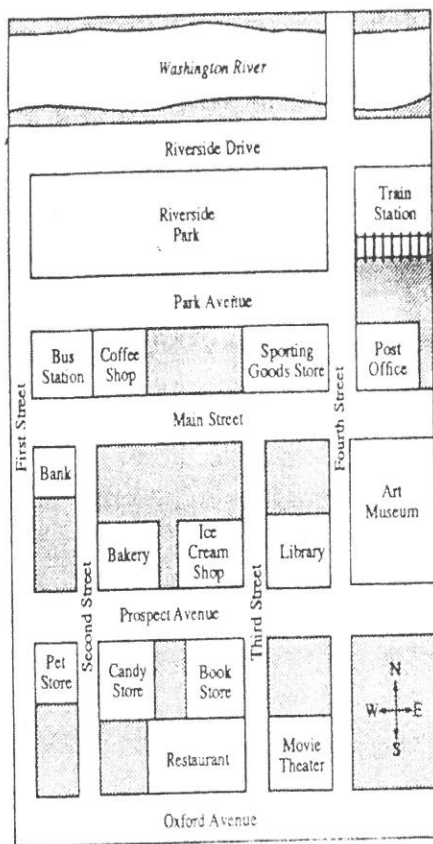 Washington River
Riverside Drive
Riverside
Park
Train
Station
Park Avenue
Bus
Station
Coffee
Shop
Sporting
Goods Store
Post
Office
First Street
Main Street
Fourth Street
Bank
Art
Museum
Bakery
Ice
Cream
Shop
Library
Second Street
Prospect Avenue
Third Street
Pet
Store
Candy
Store
Book
Store
N
W E
S
Restaurant
Movie
Theater
Oxford Avenue